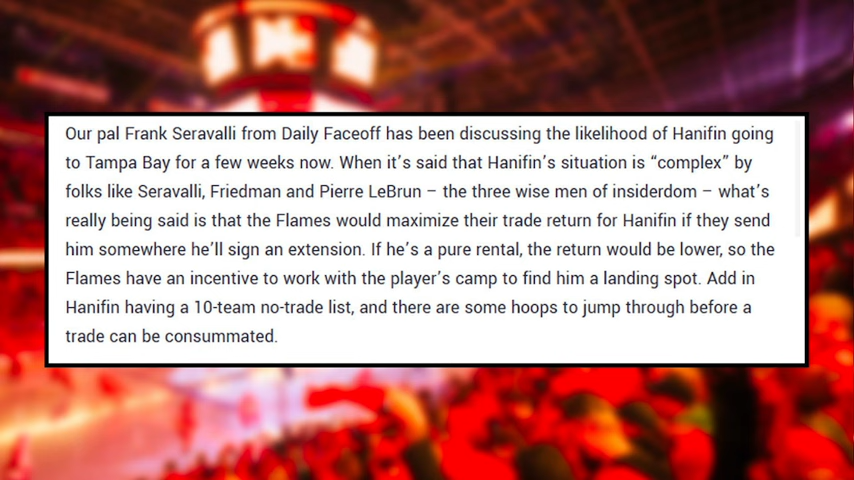 Our pal Frank Seravalli from Daily Faceoff has been discussing the likelihood of Hanifin going
to Tampa Bay for a few weeks now. When it’s said that Hanifin’s situation is “complex” by
folks like Seravalli, Friedman and Pierre LeBrun – the three wise men of insiderdom – what’s
really being said is that the Flames would maximize their trade return for Hanifin if they send
him somewhere he’ll sign an extension. If he’s a pure rental, the return would be lower, so the
Flames have an incentive to work with the player’s camp to find him a landing spot. Add in
Hanifin having a 10-team no-trade list, and there are some hoops to jump through before a
trade can be consummated.